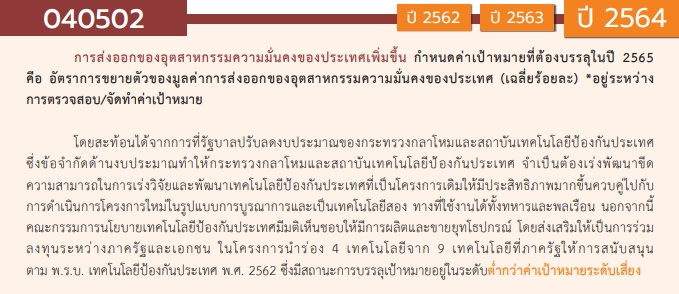 040502 ปี 2562 ปี 2563 ปี 2564
การส่งออกของอุตสาหกรรมความมั่นคงของประเทศเพิ่มขึ้น กำหนดค่าเป้าหมายที่ต้องบรรลุในปี 2565
คือ อัตราการขยายตัวของมูลค่าการส่งออกของอุตสาหกรรมความมั่นคงของประเทศ (เฉลี่ยร้อยละ) *อยู่ระหว่าง
การตรวจสอบ/จัดทำค่าเป้าหมาย
โดยสะท้อนได้จากการที่รัฐบาลปรับลดงบประมาณของกระทรวงกลาโหมและสถาบันเทคโนโลยีป้องกันประเทศ
ซึ่งข้อจำกัดด้านงบประมาณทำให้กระทรวงกลาโหมและสถาบันเทคโนโลยีป้องกันประเทศ จำเป็นต้องเร่งพัฒนาขีด
ความสามารถในการเร่งวิจัยและพัฒนาเทคโนโลยีป้องกันประเทศที่เป็นโครงการเดิมให้มีประสิทธิภาพมากขึ้นควบคู่ไปกับ
การดำเนินการโครงการใหม่ในรูปแบบการบูรณาการและเป็นเทคโนโลยีสอง ทางที่ใช้งานได้ทั้งทหารและพลเรือน นอกจากนี้
คณะกรรมการนโยบายเทคโนโลยีป้องกันประเทศมีมติเห็นชอบให้มีการผลิตและขายยุทโธปกรณ์ โดยส่งเสริมให้เป็นการร่วม
ลงทุนระหว่างภาครัฐและเอกชน ในโครงการนำร่อง 4 เทคโนโลยีจาก 9 เทคโนโลยีที่ภาครัฐให้การสนับสนุน
ตาม พ.ร.บ. เทคโนโลยีป้องกันประเทศ พ.ศ. 2562 ซึ่งมีสถานะการบรรลุเป้าหมายอยู่ในระดับต่ำกว่าค่าเป้าหมายระดับเสี่ยง